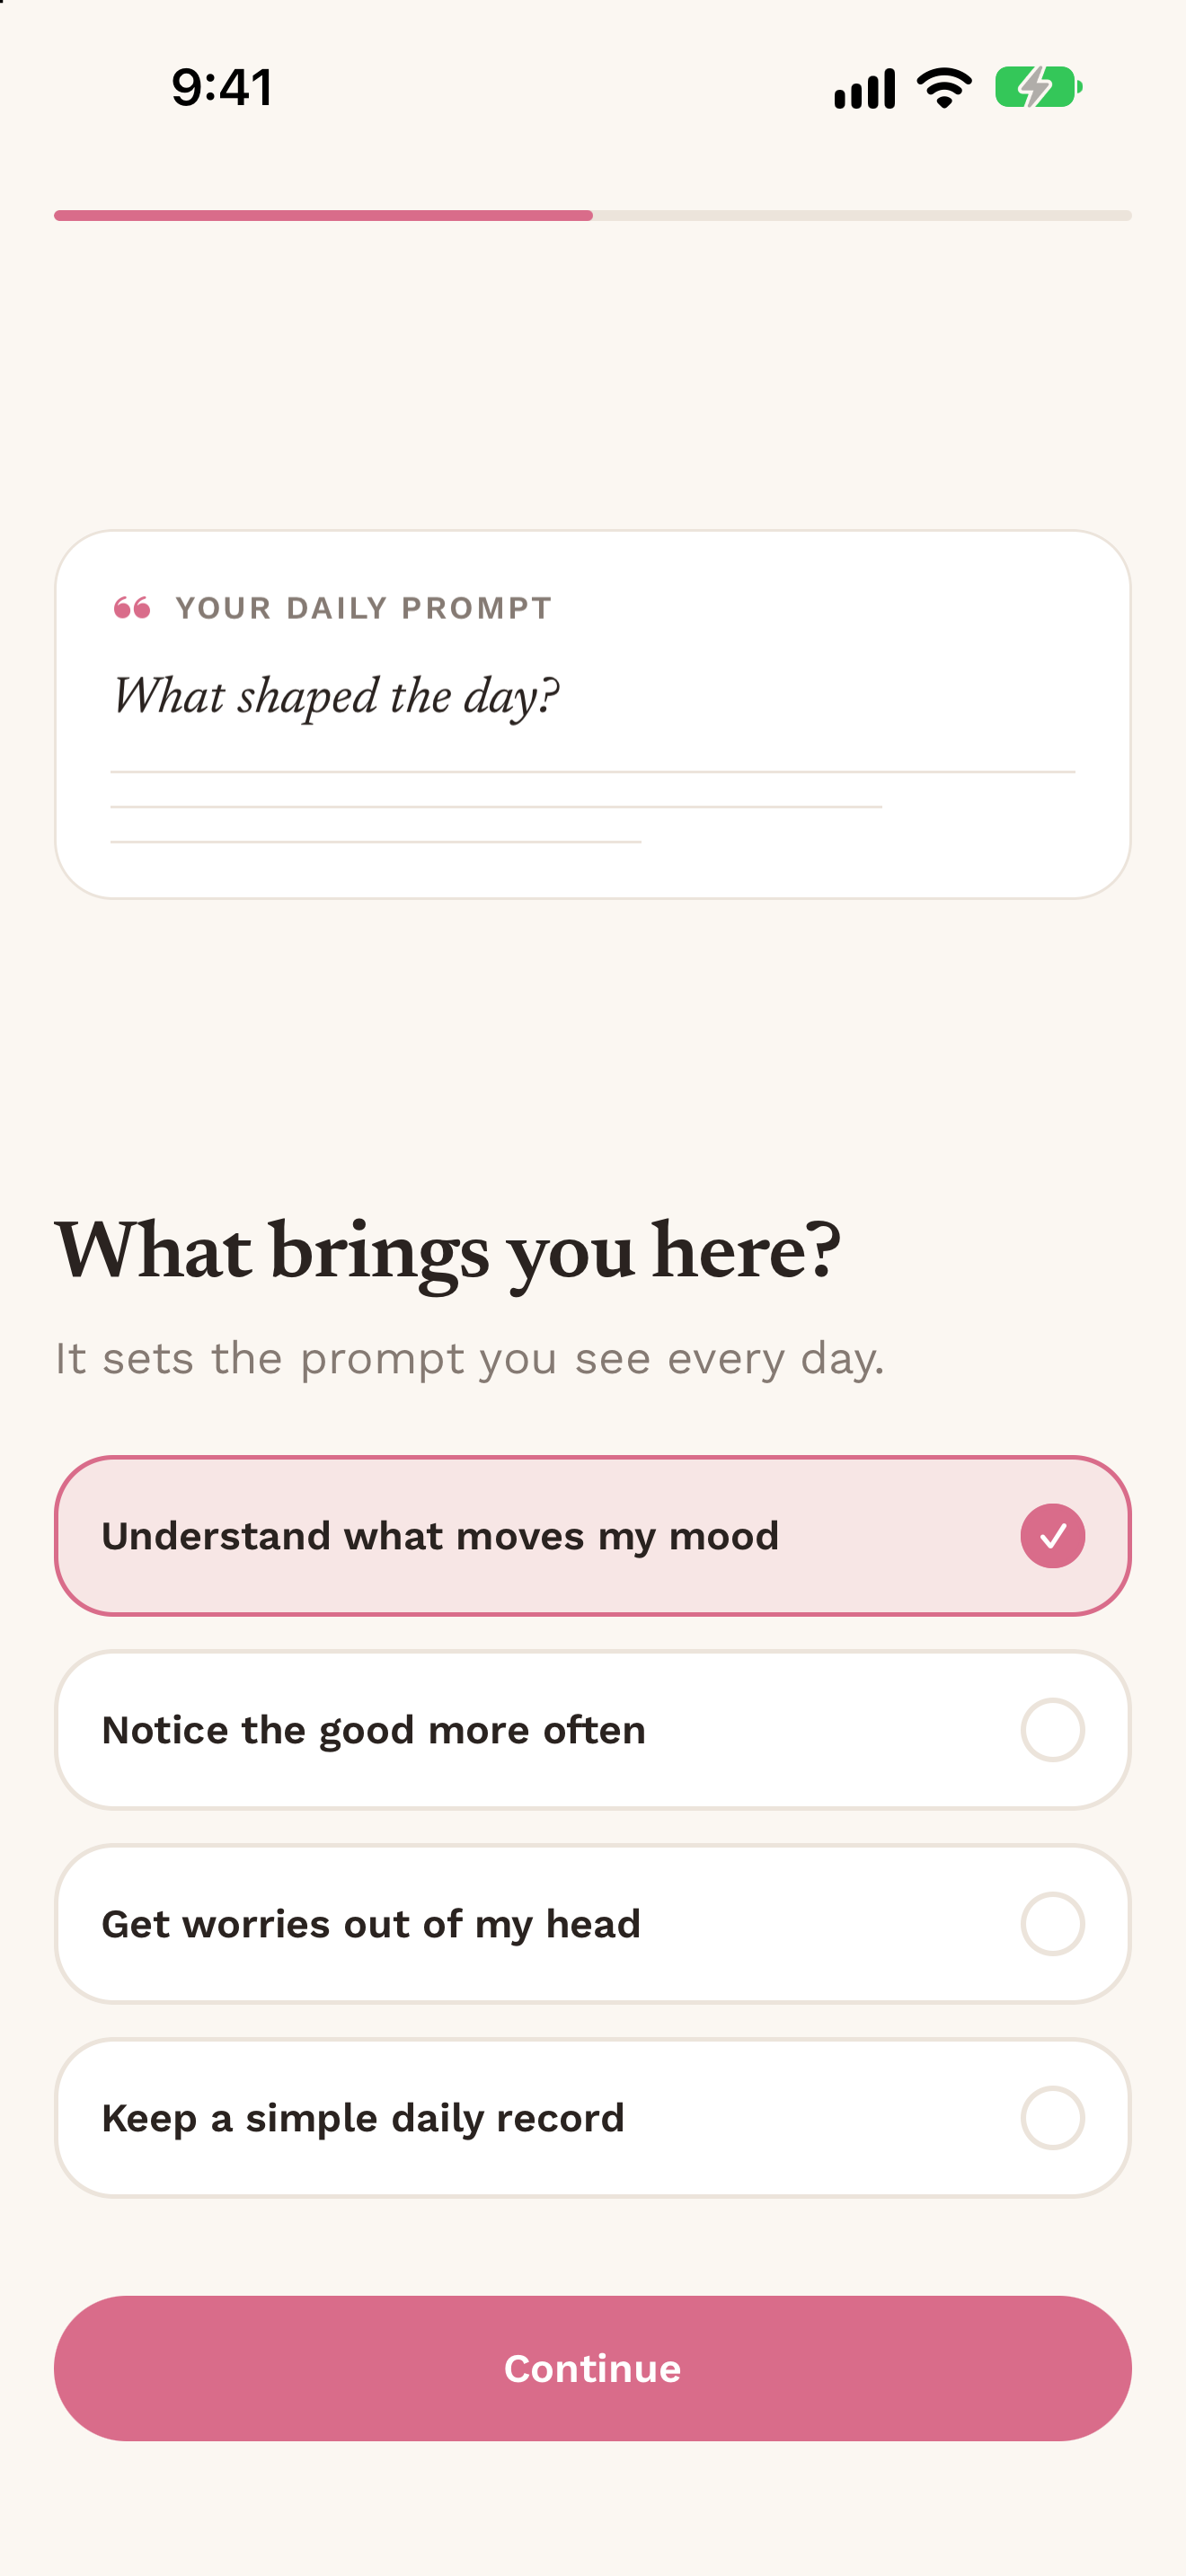 9:41
YOUR DAILY PROMPT
What shaped the day?
What brings you here?
It sets the prompt you see every day.
Understand what moves my mood
Notice the good more often
Get worries out of my head
Keep a simple daily record
Continue